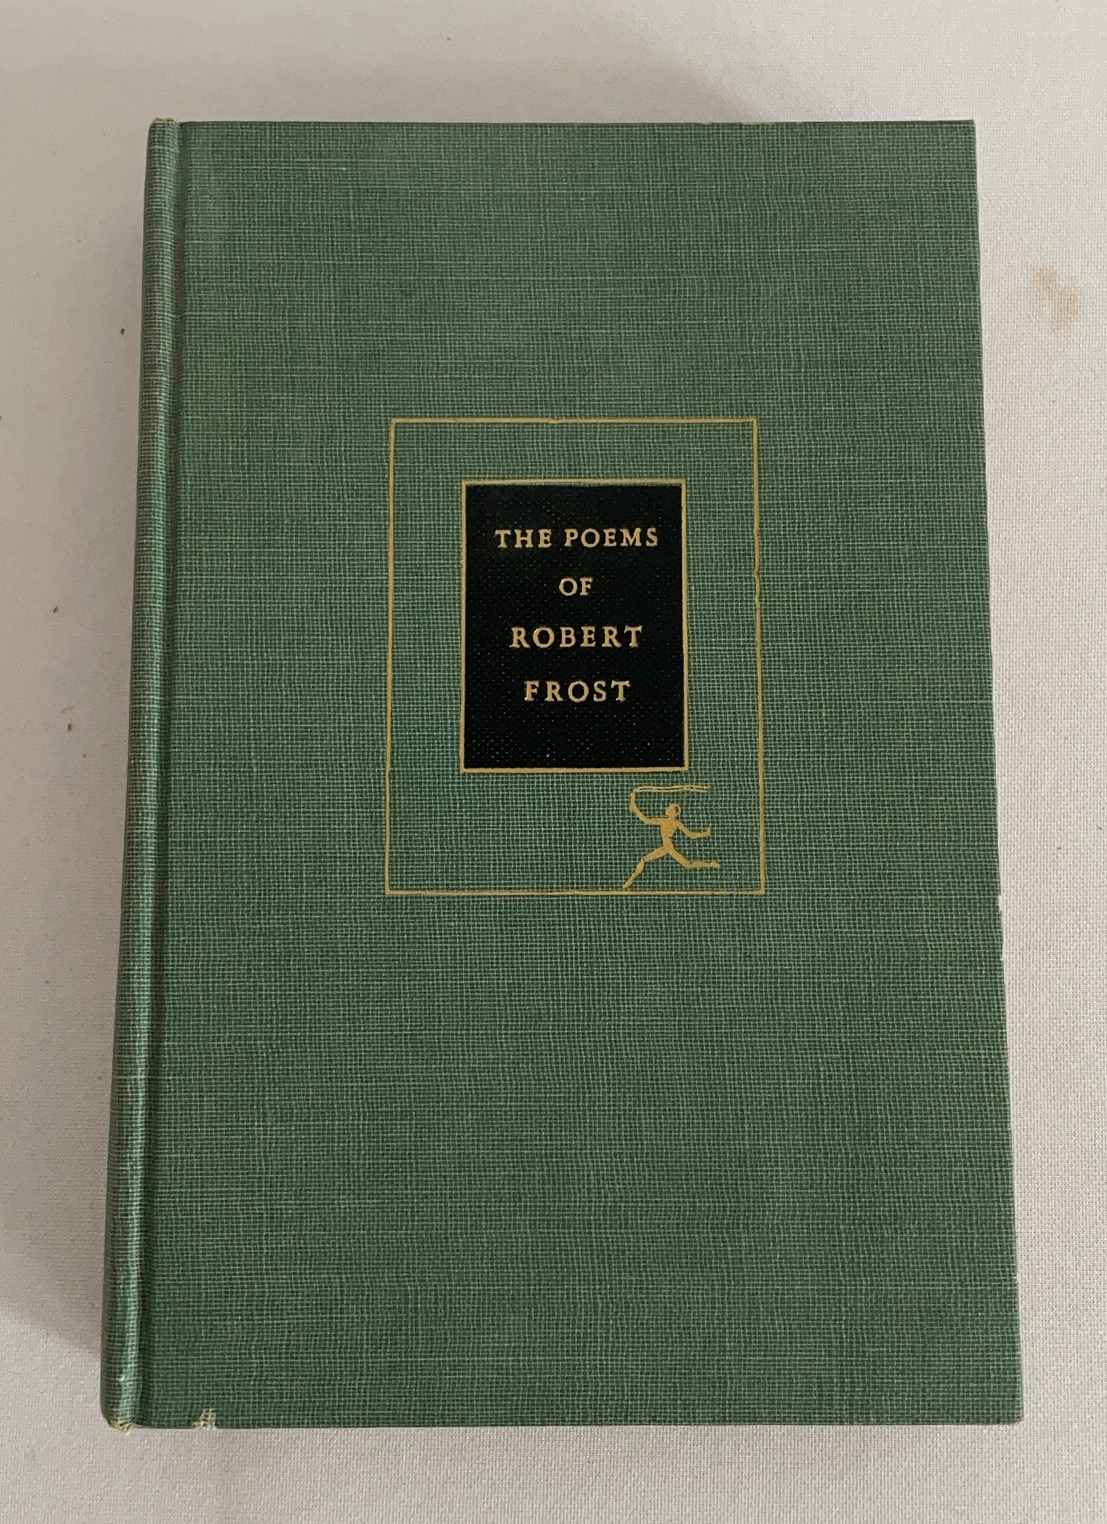 THE POEMS
OF
ROBERT
FROST